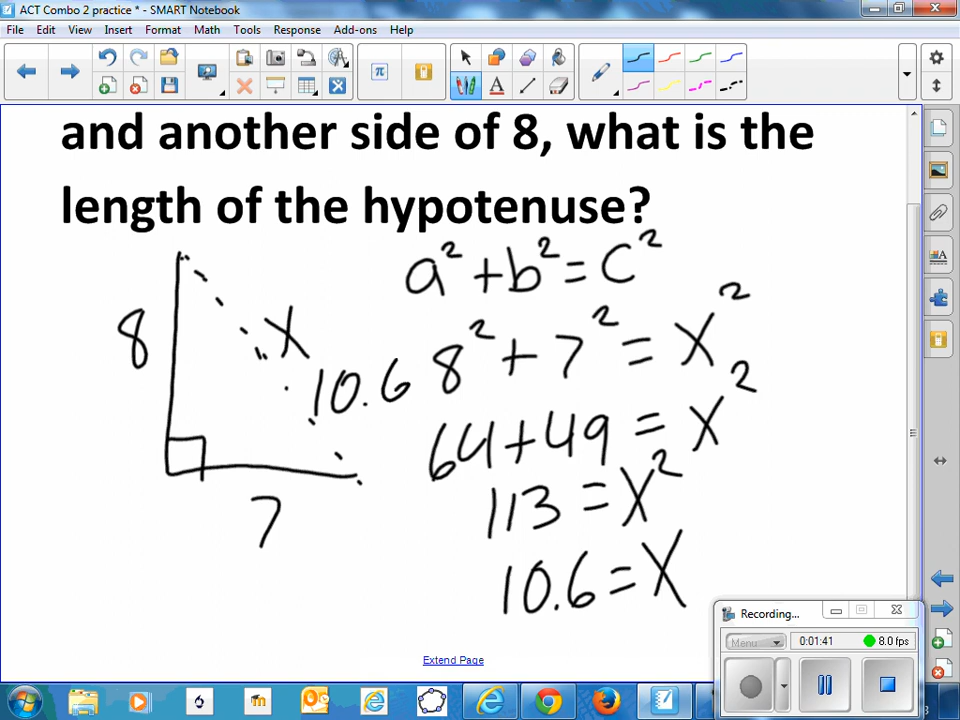 ACT Combo 2 practice * - SMART Notebook
File Edit View Insert Format Math Tools Response Add-ons Help
and another side of 8, what is the
length of the hypotenuse?
a² + b² = c²
8
X
10.6
8² + 7² = X²
64 + 49 = X²
7
113 = X²
10.6 = X
Recording...
Menu
0:01:41
8.0 fps
Extend Page